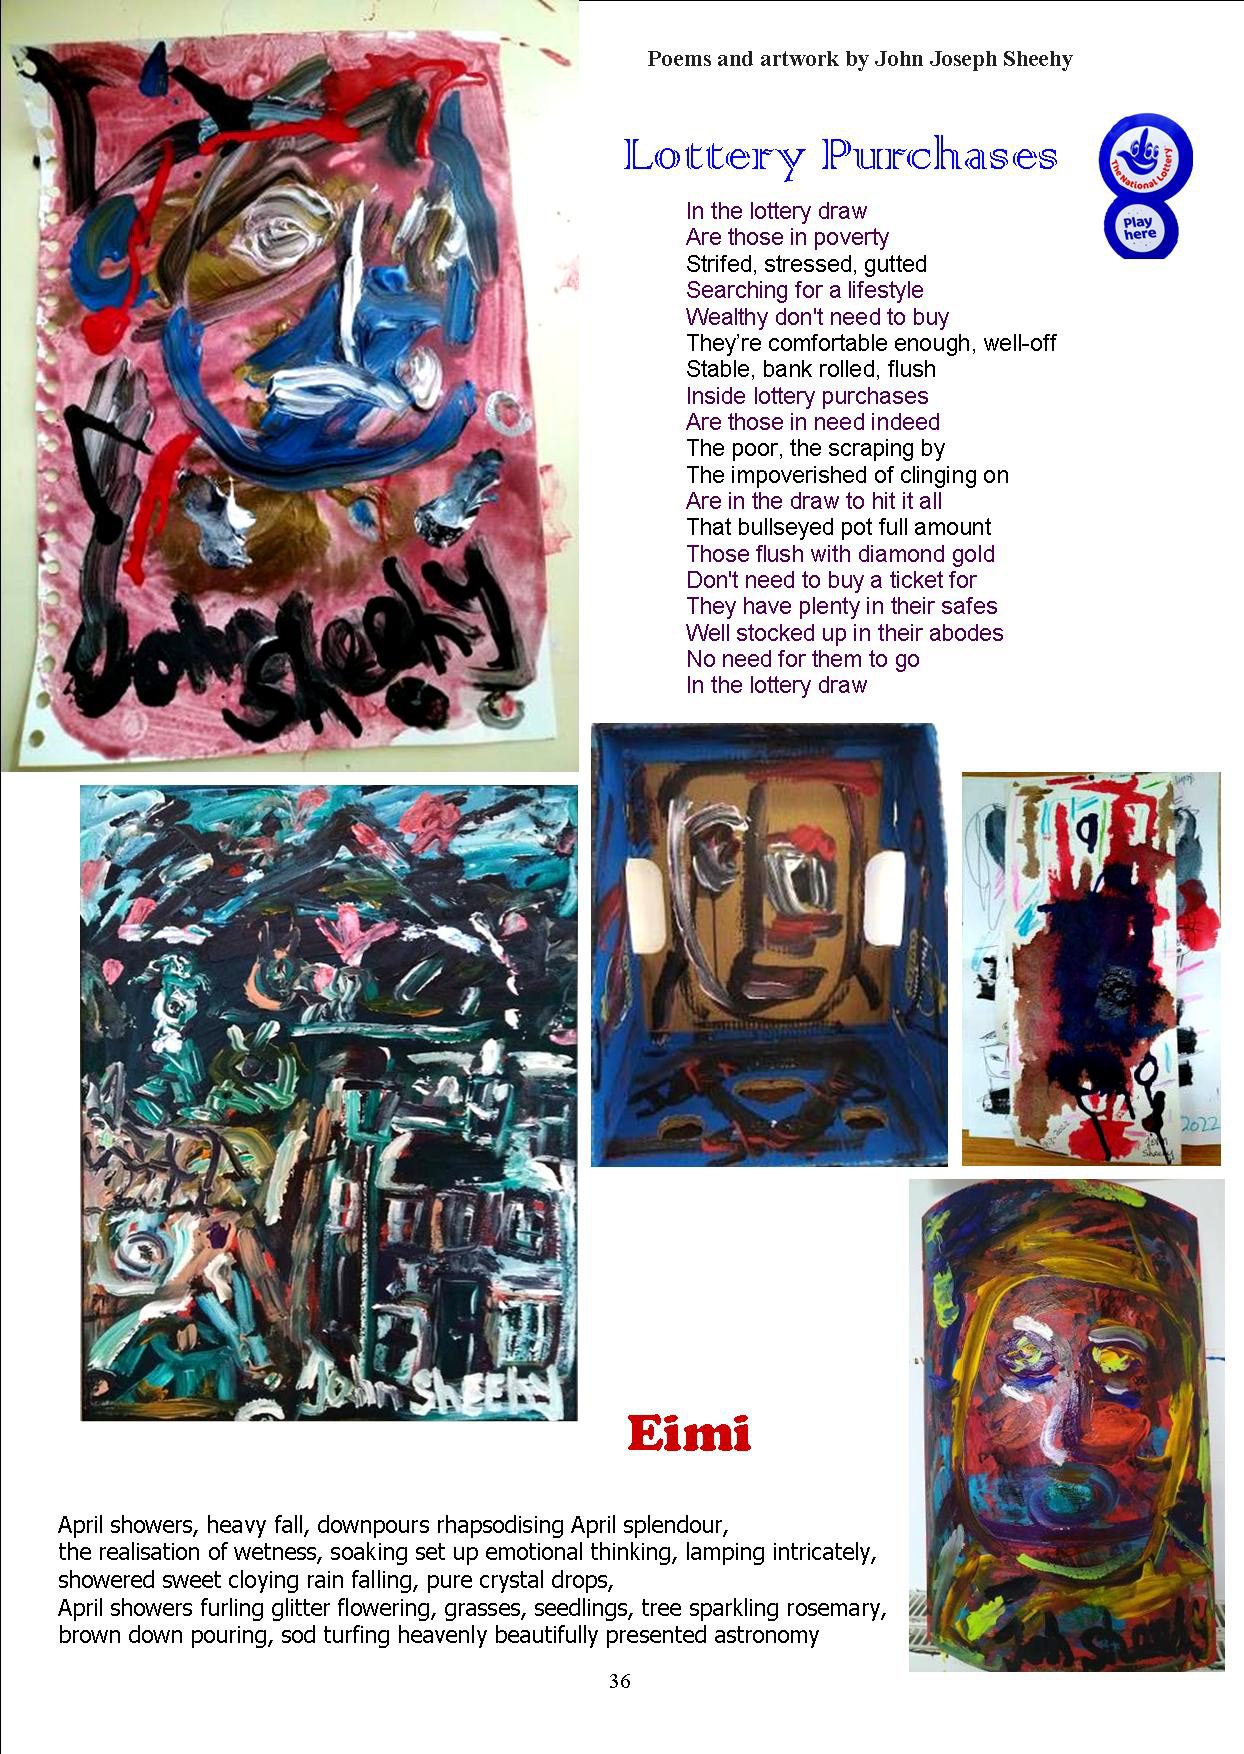 Poems and artwork by John Joseph Sheehy
Lottery Purchases
The National Lottery
Play
here
In the lottery draw
Are those in poverty
Strifed, stressed, gutted
Searching for a lifestyle
Wealthy don't need to buy
They’re comfortable enough, well-off
Stable, bank rolled, flush
Inside lottery purchases
Are those in need indeed
The poor, the scraping by
The impoverished of clinging on
Are in the draw to hit it all
That bullseyed pot full amount
Those flush with diamond gold
Don't need to buy a ticket for
They have plenty in their safes
Well stocked up in their abodes
No need for them to go
In the lottery draw
John
Sheehy
John Sheehy
John
Sheehy
2022
John Sheehy
Eimi
April showers, heavy fall, downpours rhapsodising April splendour,
the realisation of wetness, soaking set up emotional thinking, lamping intricately,
showered sweet cloying rain falling, pure crystal drops,
April showers furling glitter flowering, grasses, seedlings, tree sparkling rosemary,
brown down pouring, sod turfing heavenly beautifully presented astronomy
36